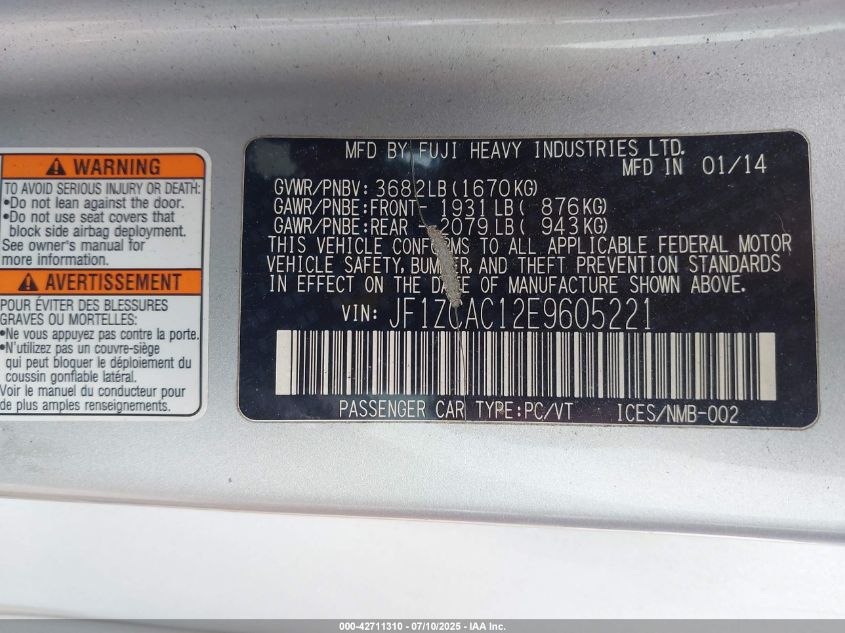 WARNING
TO AVOID SERIOUS INJURY OR DEATH:
•Do not lean against the door.
•Do not use seat covers that
block side airbag deployment.
See owner's manual for
more information.
AVERTISSEMENT
POUR ÉVITER DES BLESSURES
GRAVES OU MORTELLES:
•Ne vous appuyez pas contre la porte.
•N'utilizez pas un couvre-siège
qui peut bloquer le déploiement du
coussin gonflable latéral.
Voir le manuel du conducteur pour
de plus amples renseignements.
MFD BY FUJI HEAVY INDUSTRIES LTD.
MFD IN 01/14
GVWR/PNBV: 3682LB(1670KG)
GAWR/PNBE:FRONT- 1931LB( 876KG)
GAWR/PNBE:REAR -2079LB( 943KG)
THIS VEHICLE CONFORMS TO ALL APPLICABLE FEDERAL MOTOR
VEHICLE SAFETY, BUMPER, AND THEFT PREVENTION STANDARDS
IN EFFECT ON THE DATE OF MANUFACTURE SHOWN ABOVE.
VIN: JF1ZCAC12E9605221
PASSENGER CAR TYPE:PC/VT ICES/NMB-002
000-42711310 - 07/10/2025 - IAA Inc.